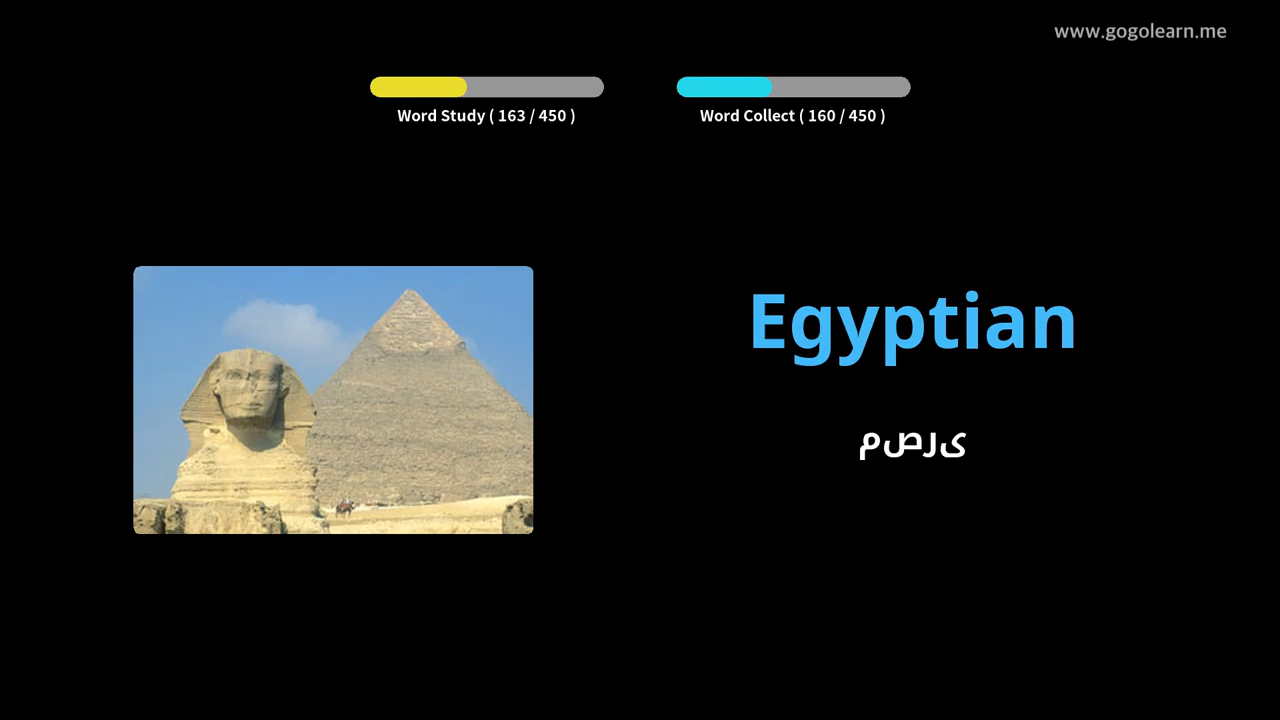 www.gogolearn.me
Word Study ( 163 / 450 )
Word Collect ( 160 / 450 )
Egyptian
مصری